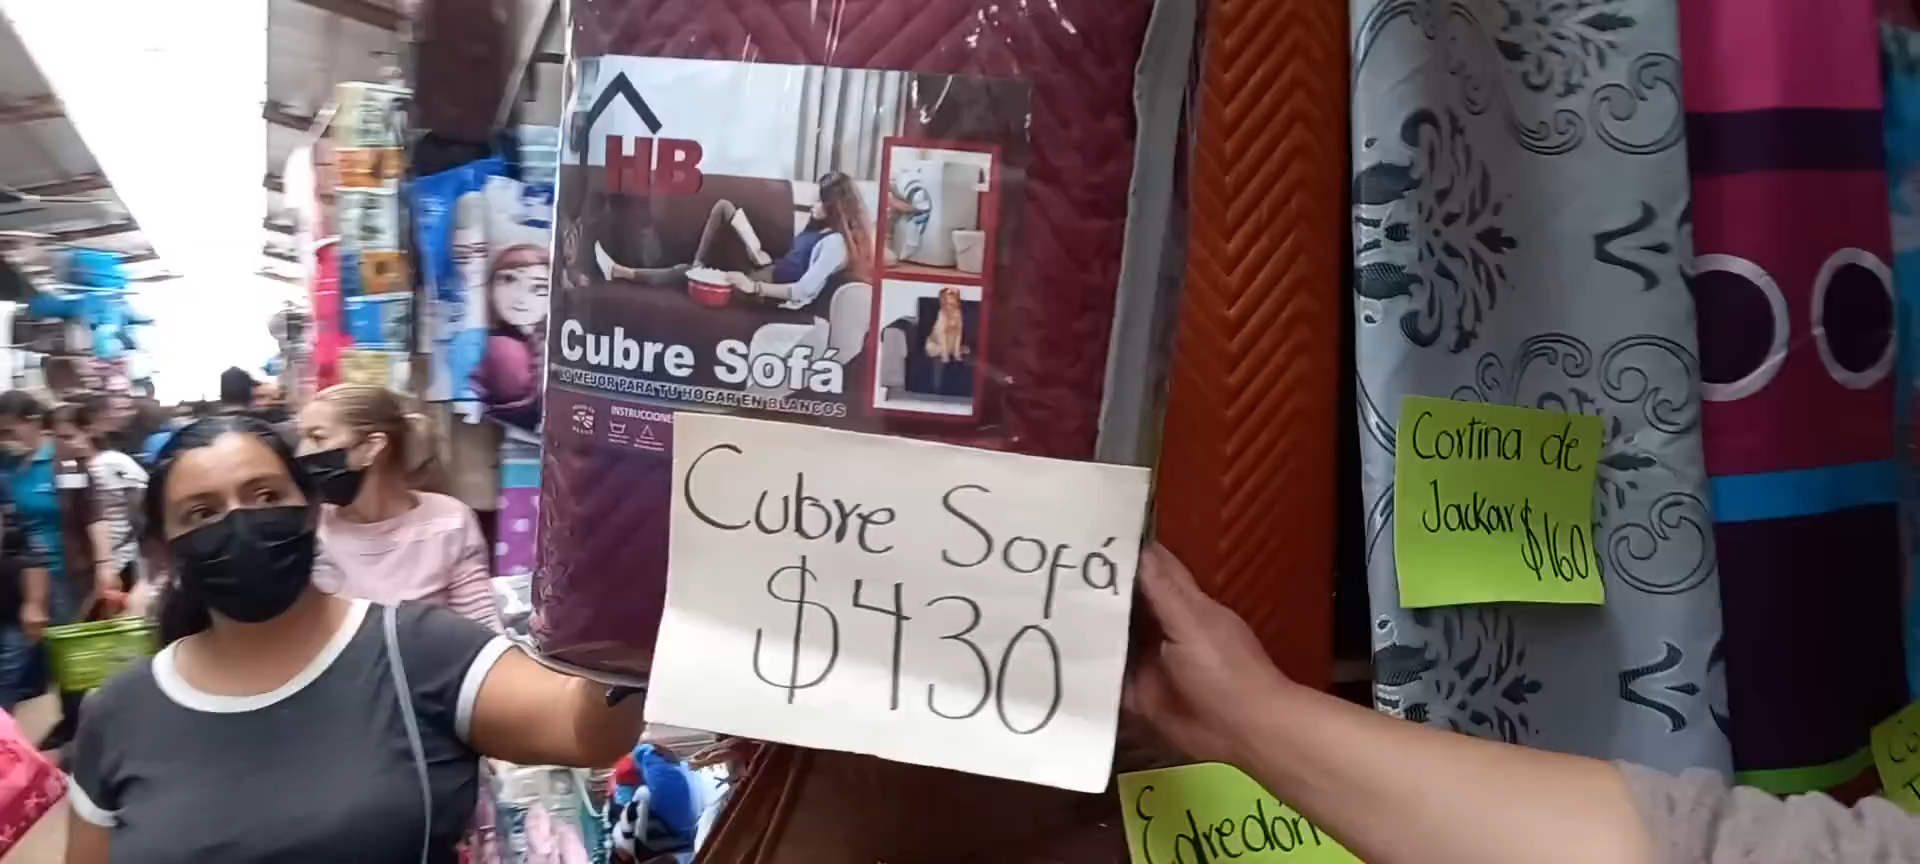 HB
Cubre Sofá
LO MEJOR PARA TU HOGAR EN BLANCOS
INSTRUCCIONES
Cubre Sofá
$430
Cortina de
Jackar $160
Edredón